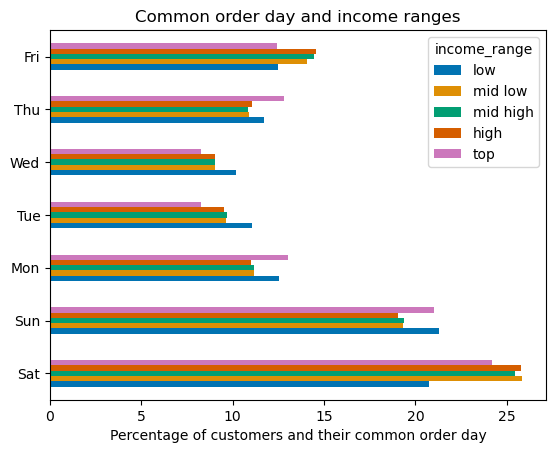 Common order day and income ranges
income_range
low
mid low
mid high
high
top
Fri
Thu
Wed
Tue
Mon
Sun
Sat
0 5 10 15 20 25
Percentage of customers and their common order day